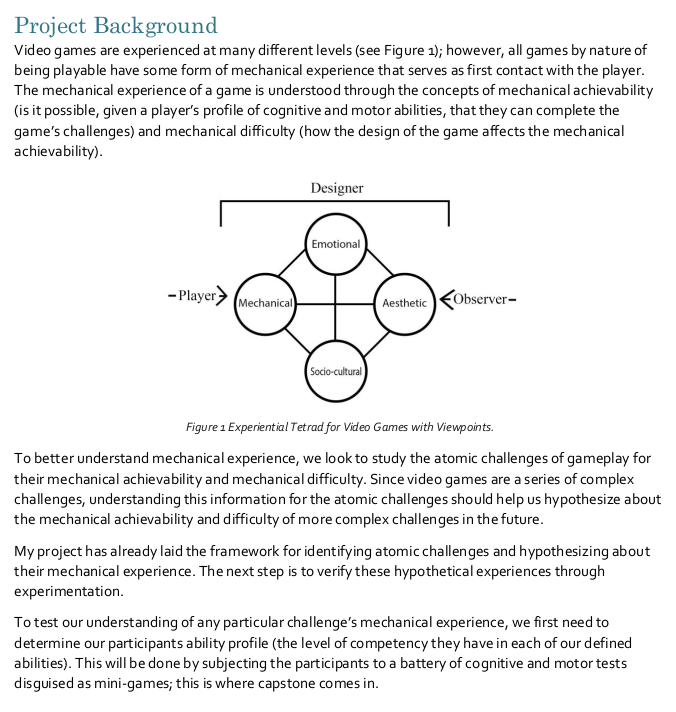 Project Background
Video games are experienced at many different levels (see Figure 1); however, all games by nature of
being playable have some form of mechanical experience that serves as first contact with the player.
The mechanical experience of a game is understood through the concepts of mechanical achievability
(is it possible, given a player's profile of cognitive and motor abilities, that they can complete the
game's challenges) and mechanical difficulty (how the design of the game affects the mechanical
achievability).
Designer
Emotional
Player
Mechanical
Aesthetic
Observer
Socio-cultural
Figure 1 Experiential Tetrad for Video Games with Viewpoints.
To better understand mechanical experience, we look to study the atomic challenges of gameplay for
their mechanical achievability and mechanical difficulty. Since video games are a series of complex
challenges, understanding this information for the atomic challenges should help us hypothesize about
the mechanical achievability and difficulty of more complex challenges in the future.
My project has already laid the framework for identifying atomic challenges and hypothesizing about
their mechanical experience. The next step is to verify these hypothetical experiences through
experimentation.
To test our understanding of any particular challenge's mechanical experience, we first need to
determine our participants ability profile (the level of competency they have in each of our defined
abilities). This will be done by subjecting the participants to a battery of cognitive and motor tests
disguised as mini-games; this is where capstone comes in.